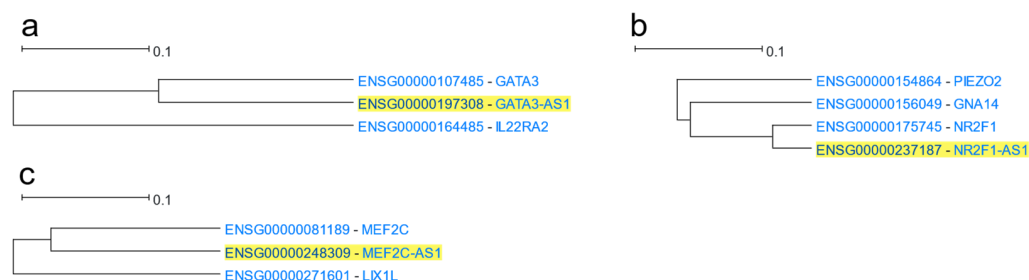 a
0.1
ENSG00000107485 - GATA3
ENSG00000197308 - GATA3-AS1
ENSG00000164485 - IL22RA2
b
0.1
ENSG00000154864 - PIEZO2
ENSG00000156049 - GNA14
ENSG00000175745 - NR2F1
ENSG00000237187 - NR2F1-AS1
c
0.1
ENSG00000081189 - MEF2C
ENSG00000248309 - MEF2C-AS1
ENSG00000271601 - LIX1L